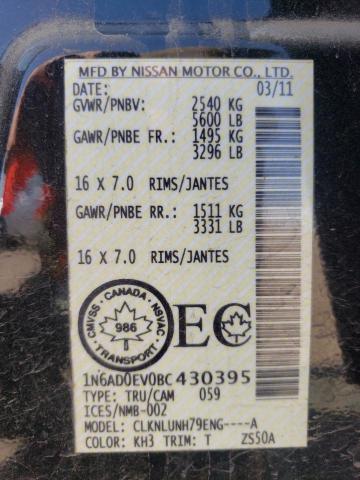 MFD BY NISSAN MOTOR CO., LTD.
DATE: 03/11
GVWR/PNBV: 2540 KG
5600 LB
GAWR/PNBE FR.: 1495 KG
3296 LB
16 X 7.0 RIMS/JANTES
GAWR/PNBE RR.: 1511 KG
3331 LB
16 X 7.0 RIMS/JANTES
CMVSS · CANADA · NSVAC
986
TRANSPORT
EC
1N6AD0EV0BC430395
TYPE: TRU/CAM 059
ICES/NMB-002
MODEL: CLKNLUNH79ENG----A
COLOR: KH3 TRIM: T ZS50A